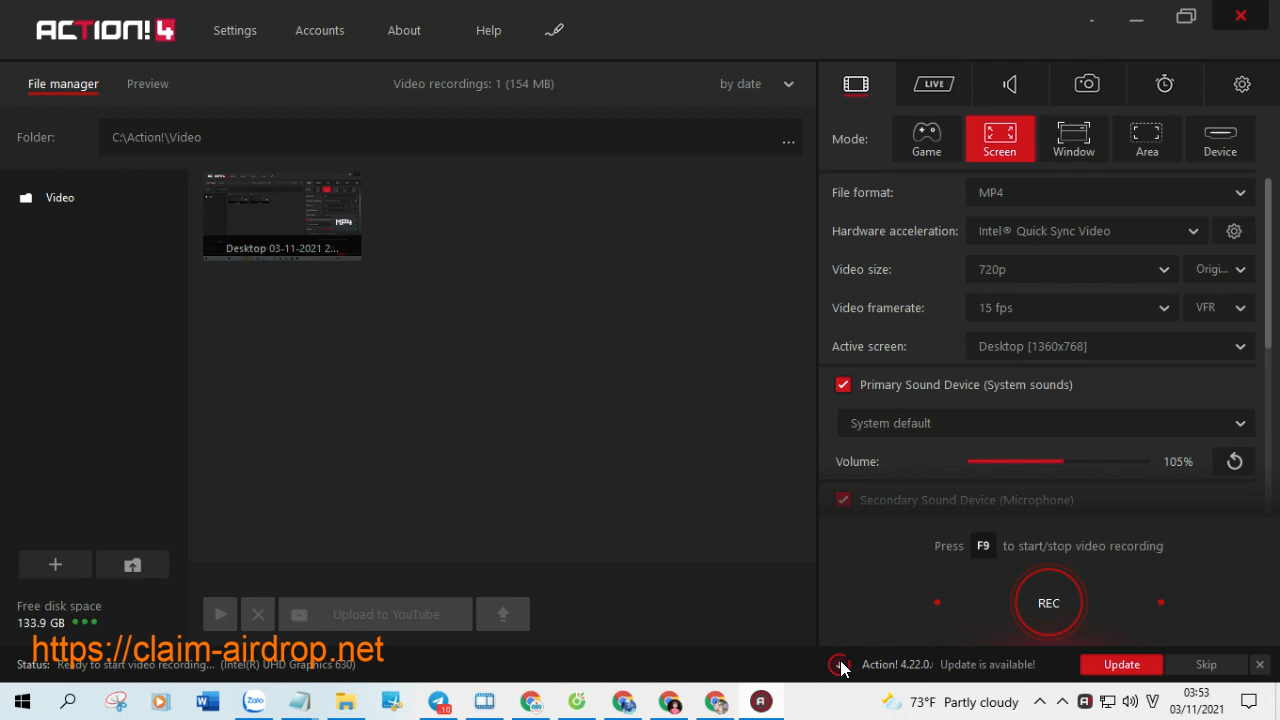 ACTION! 4
Settings
Accounts
About
Help
File manager
Preview
Video recordings: 1 (154 MB)
by date
LIVE
Folder:
C:\Action!\Video
...
Mode:
Game
Screen
Window
Area
Device
Video
MP4
Desktop 03-11-2021 2...
File format:
MP4
Hardware acceleration:
Intel® Quick Sync Video
Video size:
720p
Origi...
Video framerate:
15 fps
VFR
Active screen:
Desktop [1360x768]
Primary Sound Device (System sounds)
System default
Volume:
105%
Secondary Sound Device (Microphone)
Press F9 to start/stop video recording
REC
Free disk space
133.9 GB
Upload to YouTube
https://claim-airdrop.net
Status:
Ready to start video recording... (Intel(R) UHD Graphics 630)
Action! 4.22.0.
Update is available!
Update
Skip
Zalo
10
73°F Partly cloudy
03:53
03/11/2021